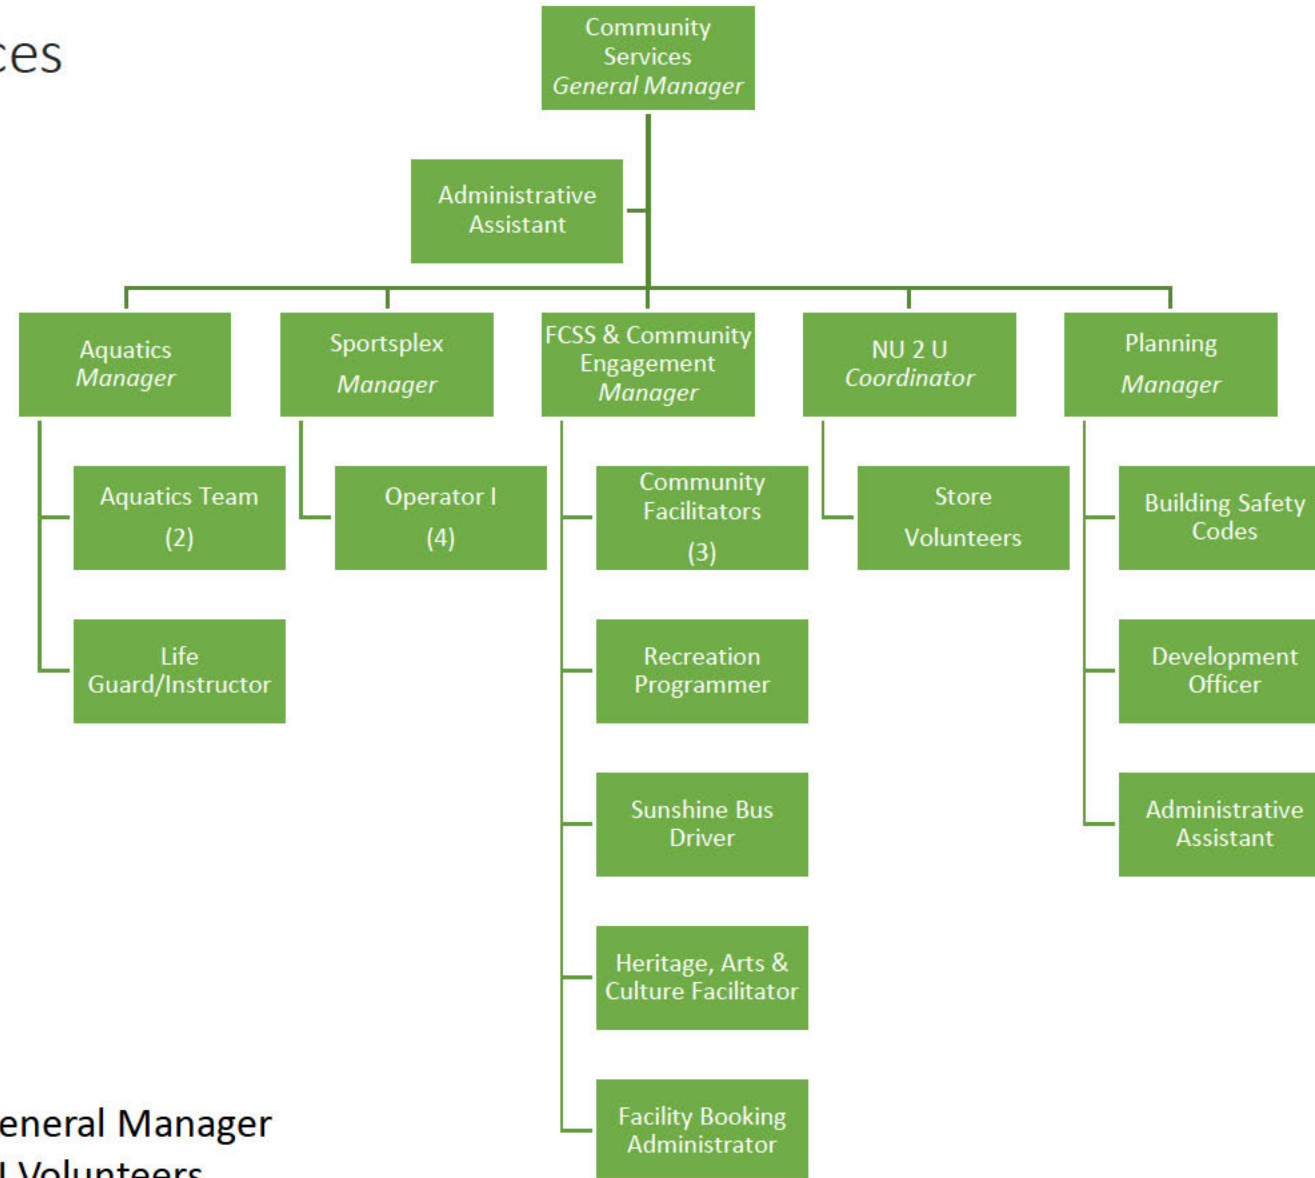 ces
Community
Services
General Manager
Administrative
Assistant
Aquatics
Manager
Sportsplex
Manager
FCSS & Community
Engagement
Manager
NU 2 U
Coordinator
Planning
Manager
Aquatics Team
(2)
Operator I
(4)
Community
Facilitators
(3)
Store
Volunteers
Building Safety
Codes
Life
Guard/Instructor
Recreation
Programmer
Development
Officer
Sunshine Bus
Driver
Administrative
Assistant
Heritage, Arts &
Culture Facilitator
Facility Booking
Administrator
eneral Manager
Volunteers